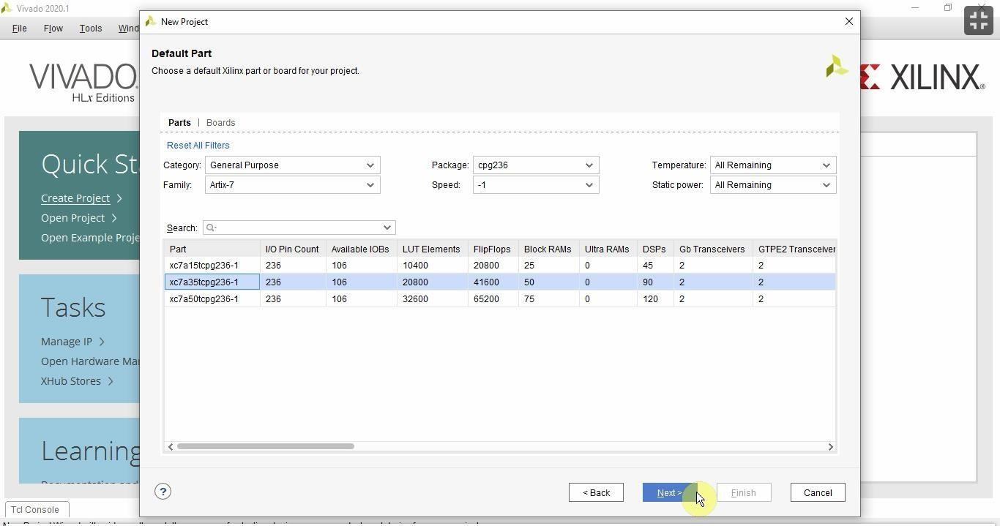 Vivado 2020.1
File Flow Tools Wind
New Project
Default Part
Choose a default Xilinx part or board for your project.
VIVADO.
HLx Editions
XILINX®
Parts | Boards
Reset All Filters
Category: General Purpose Package: cpg236 Temperature: All Remaining
Family: Artix-7 Speed: -1 Static power: All Remaining
Search:
Part I/O Pin Count Available IOBs LUT Elements FlipFlops Block RAMs Ultra RAMs DSPs Gb Transceivers GTPE2 Transceiver
xc7a15tcpg236-1 236 106 10400 20800 25 0 45 2 2
xc7a35tcpg236-1 236 106 20800 41600 50 0 90 2 2
xc7a50tcpg236-1 236 106 32600 65200 75 0 120 2 2
Quick Sta
Create Project >
Open Project >
Open Example Proje
Tasks
Manage IP >
Open Hardware Mar
XHub Stores >
Learning
? < Back Next > Finish Cancel
Tcl Console